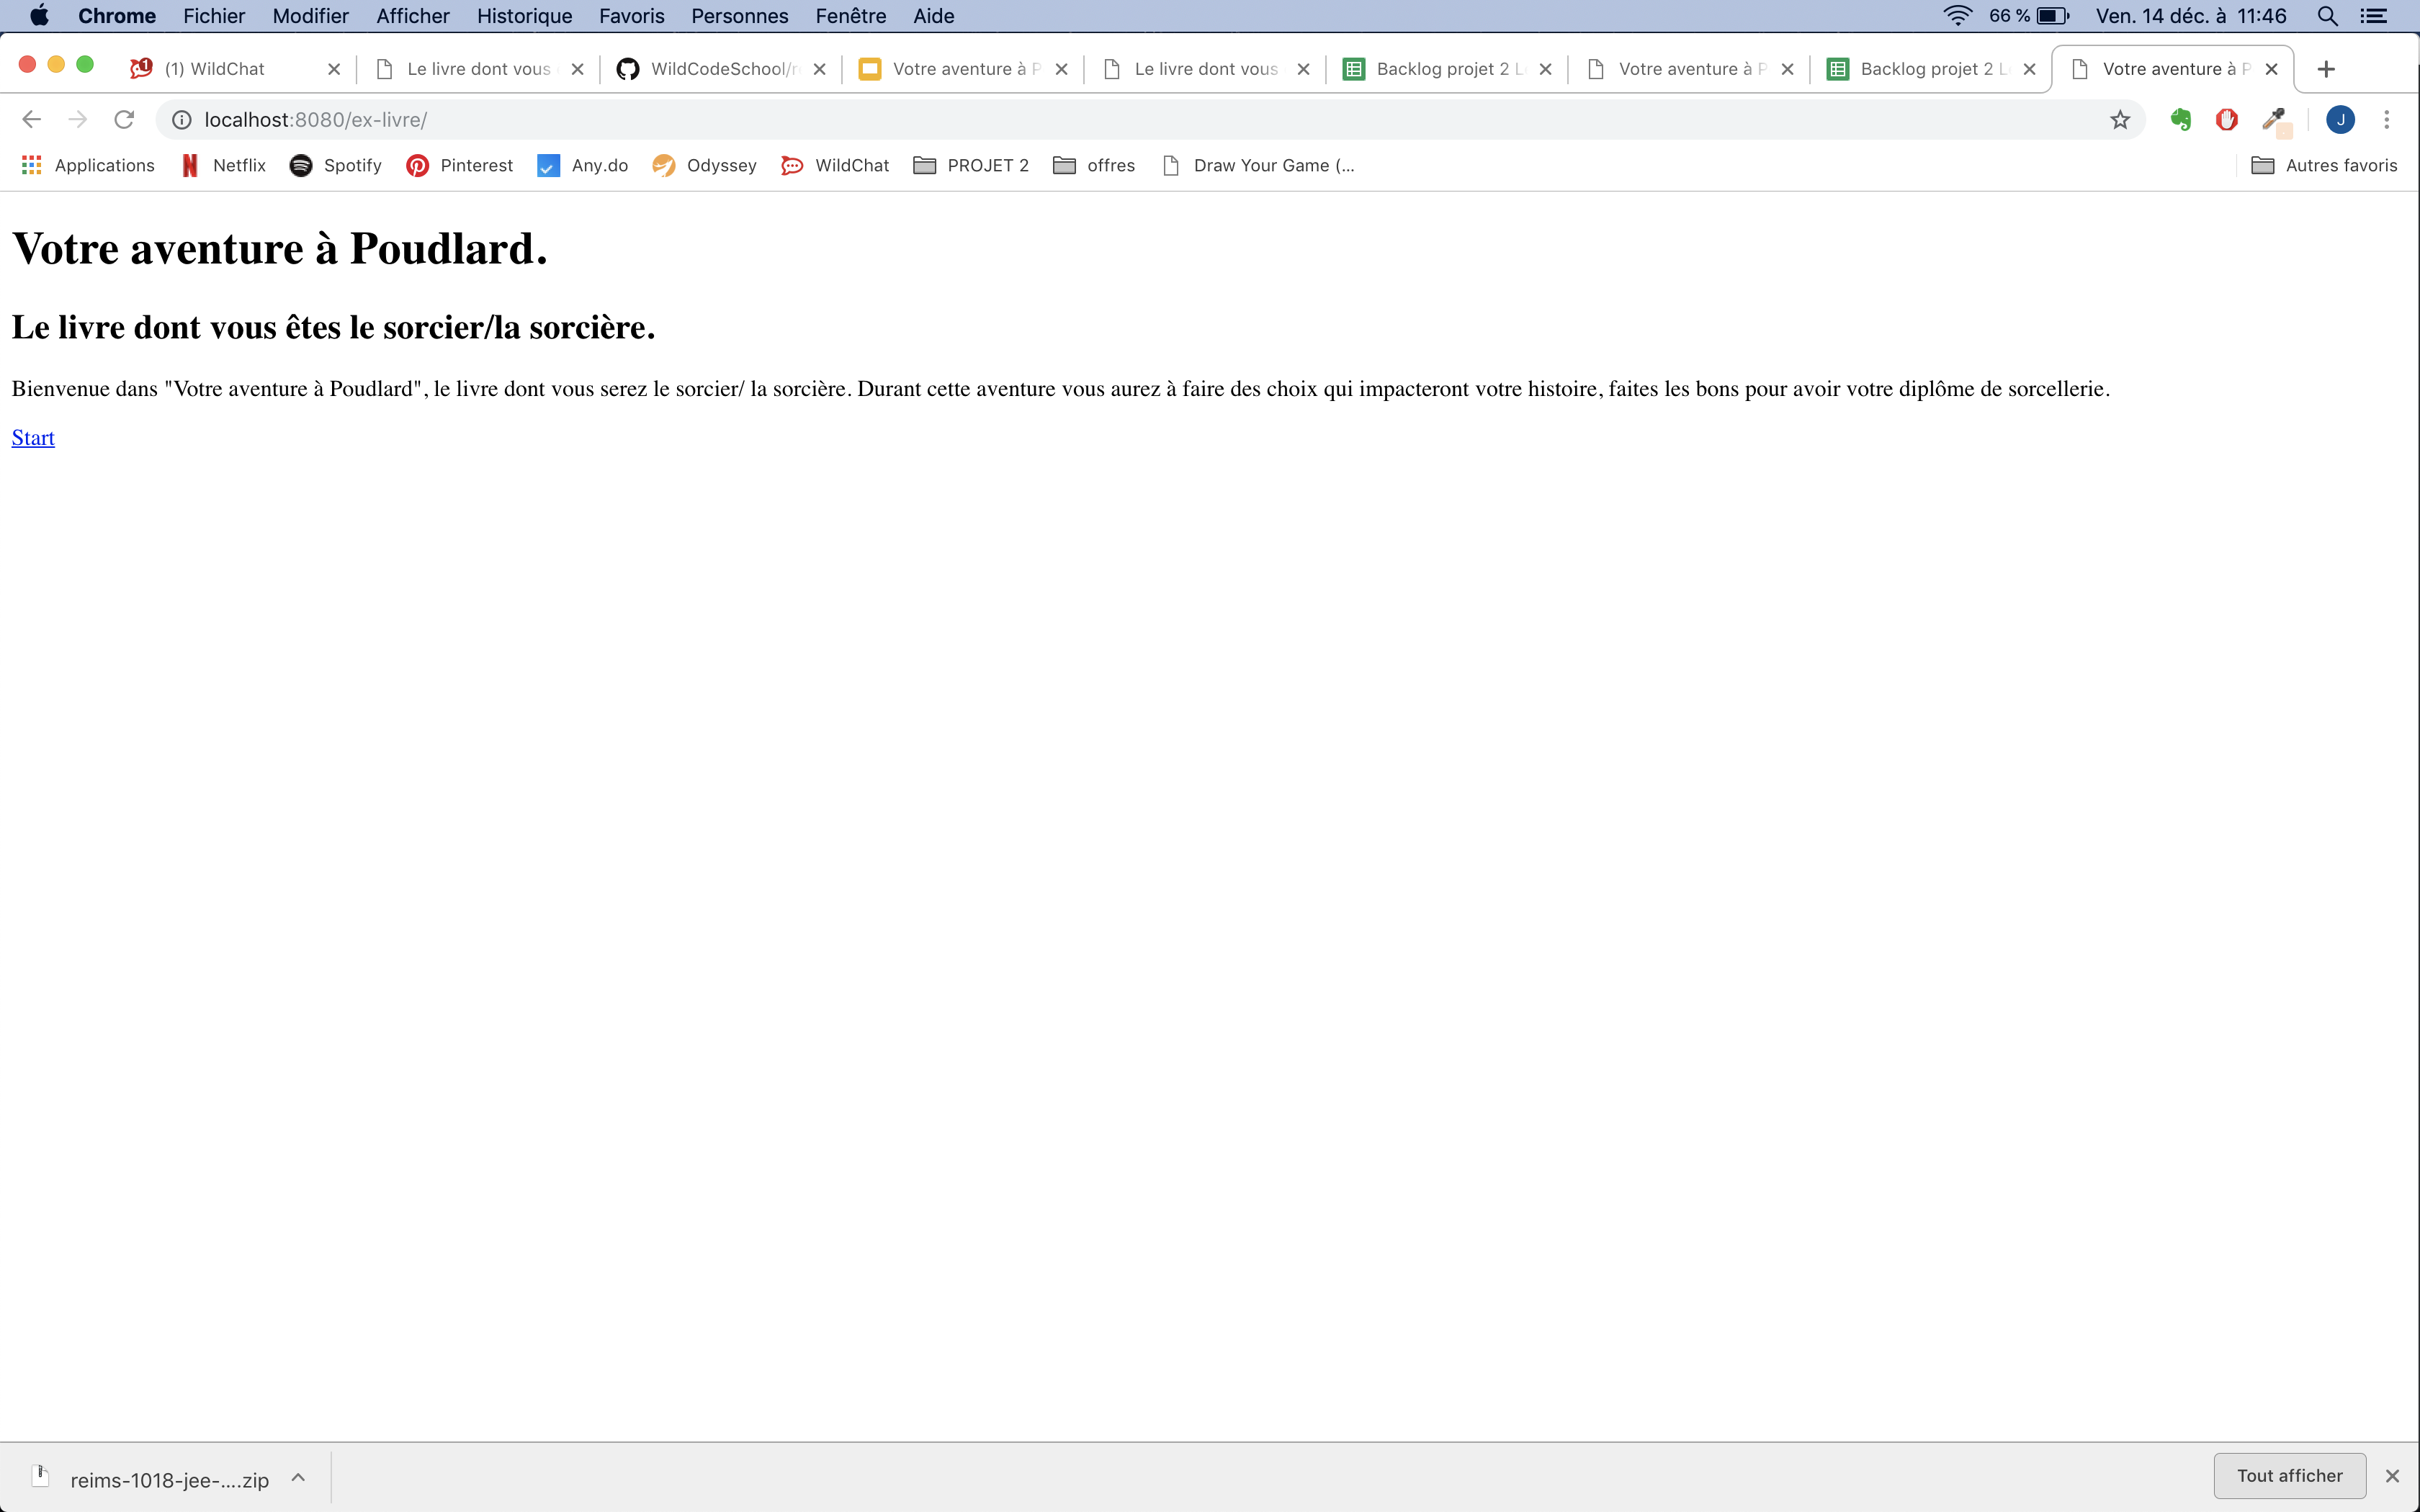 Chrome Fichier Modifier Afficher Historique Favoris Personnes Fenêtre Aide 66 % Ven. 14 déc. à 11:46
1 (1) WildChat Le livre dont vous WildCodeSchool/r Votre aventure à P Le livre dont vous Backlog projet 2 L Votre aventure à P Backlog projet 2 L Votre aventure à P
localhost:8080/ex-livre/ J
Applications Netflix Spotify Pinterest Any.do Odyssey WildChat PROJET 2 offres Draw Your Game (... Autres favoris
Votre aventure à Poudlard.
Le livre dont vous êtes le sorcier/la sorcière.
Bienvenue dans "Votre aventure à Poudlard", le livre dont vous serez le sorcier/ la sorcière. Durant cette aventure vous aurez à faire des choix qui impacteront votre histoire, faites les bons pour avoir votre diplôme de sorcellerie.
Start
reims-1018-jee-....zip Tout afficher